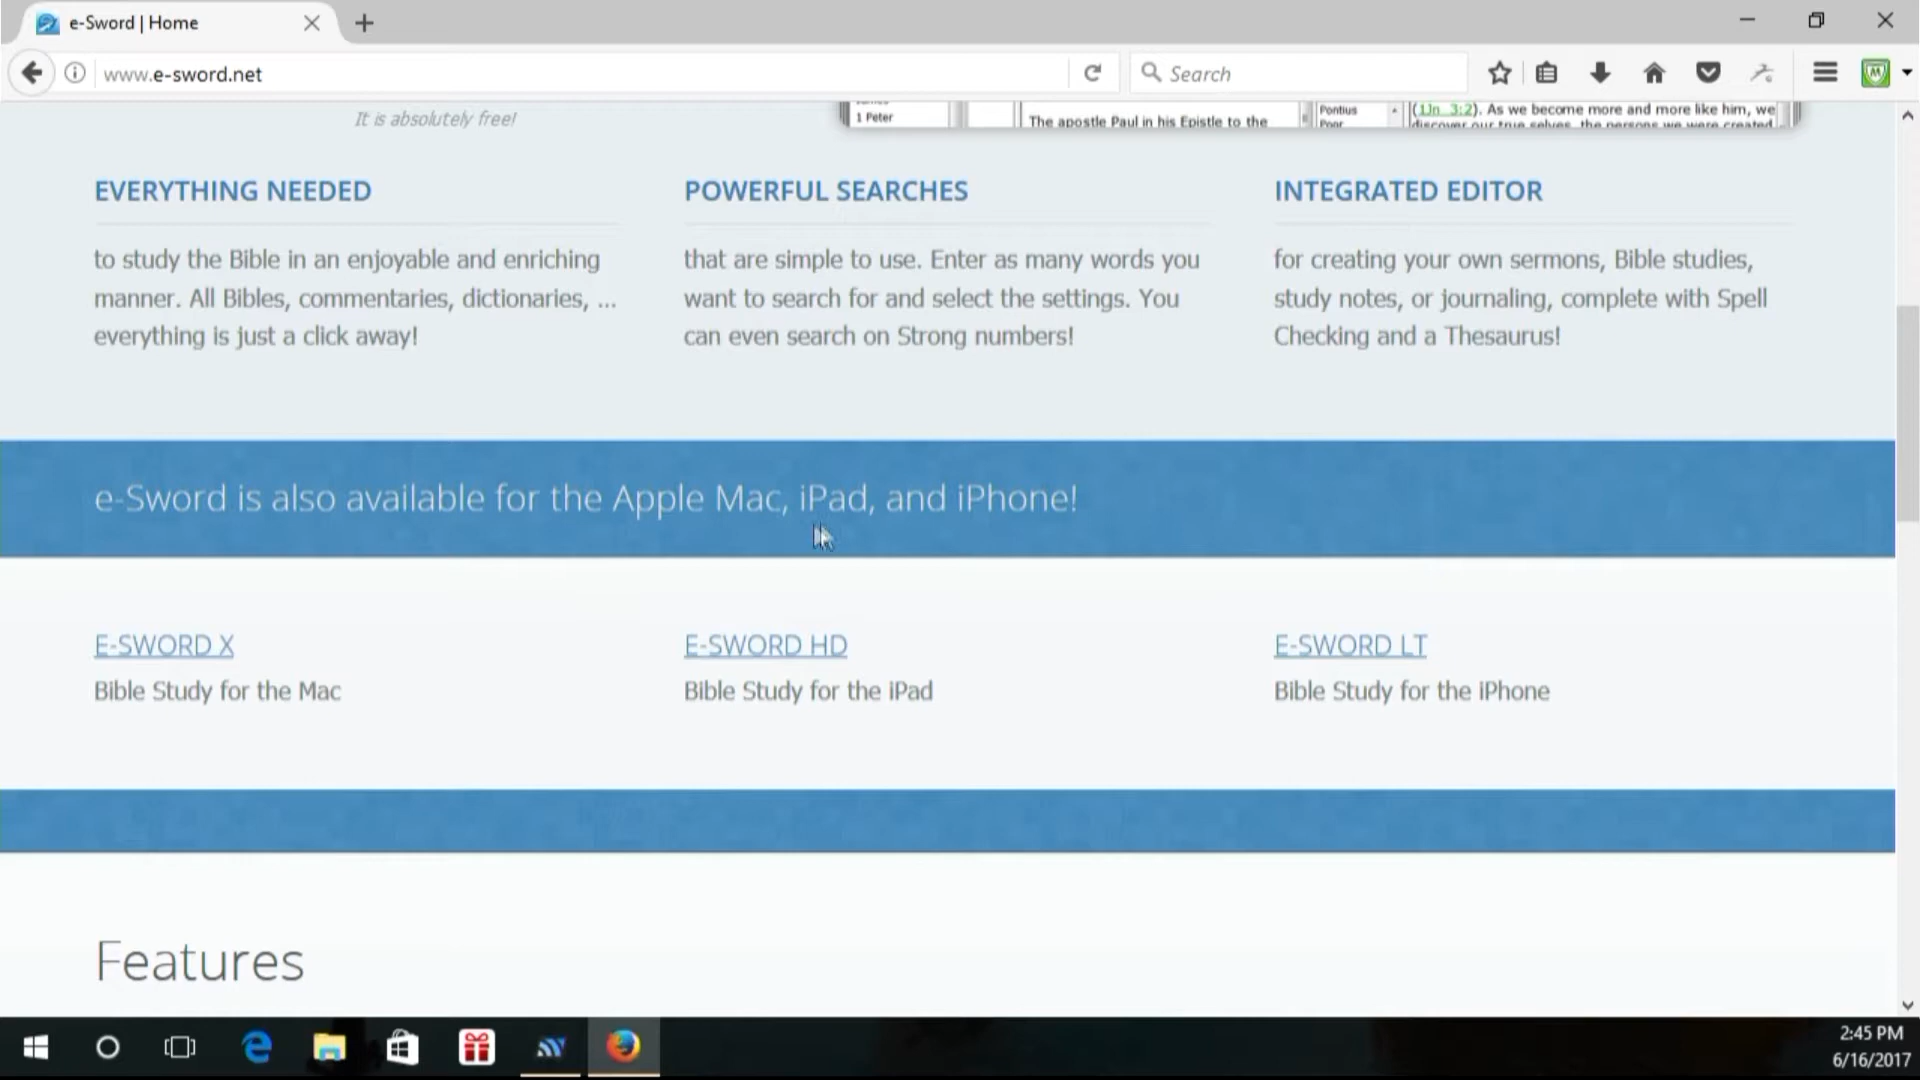 e-Sword | Home
www.e-sword.net
Search
It is absolutely free!
1 Peter
The apostle Paul in his Epistle to the
Pontius
(1Jn_3:2). As we become more and more like him, we
discover our true selves, the persons we were created
EVERYTHING NEEDED
to study the Bible in an enjoyable and enriching
manner. All Bibles, commentaries, dictionaries, ...
everything is just a click away!
POWERFUL SEARCHES
that are simple to use. Enter as many words you
want to search for and select the settings. You
can even search on Strong numbers!
INTEGRATED EDITOR
for creating your own sermons, Bible studies,
study notes, or journaling, complete with Spell
Checking and a Thesaurus!
e-Sword is also available for the Apple Mac, iPad, and iPhone!
E-SWORD X
Bible Study for the Mac
E-SWORD HD
Bible Study for the iPad
E-SWORD LT
Bible Study for the iPhone
Features
2:45 PM
6/16/2017